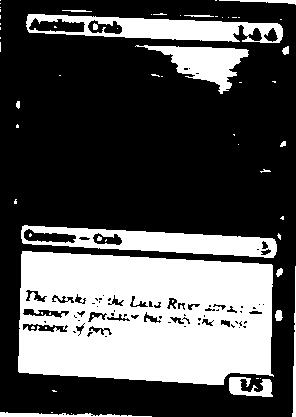 Ancient Crab
Creature — Crab
The banks of the Luxa River attract all
manner of predator but only the most
resilient of prey.
1/5